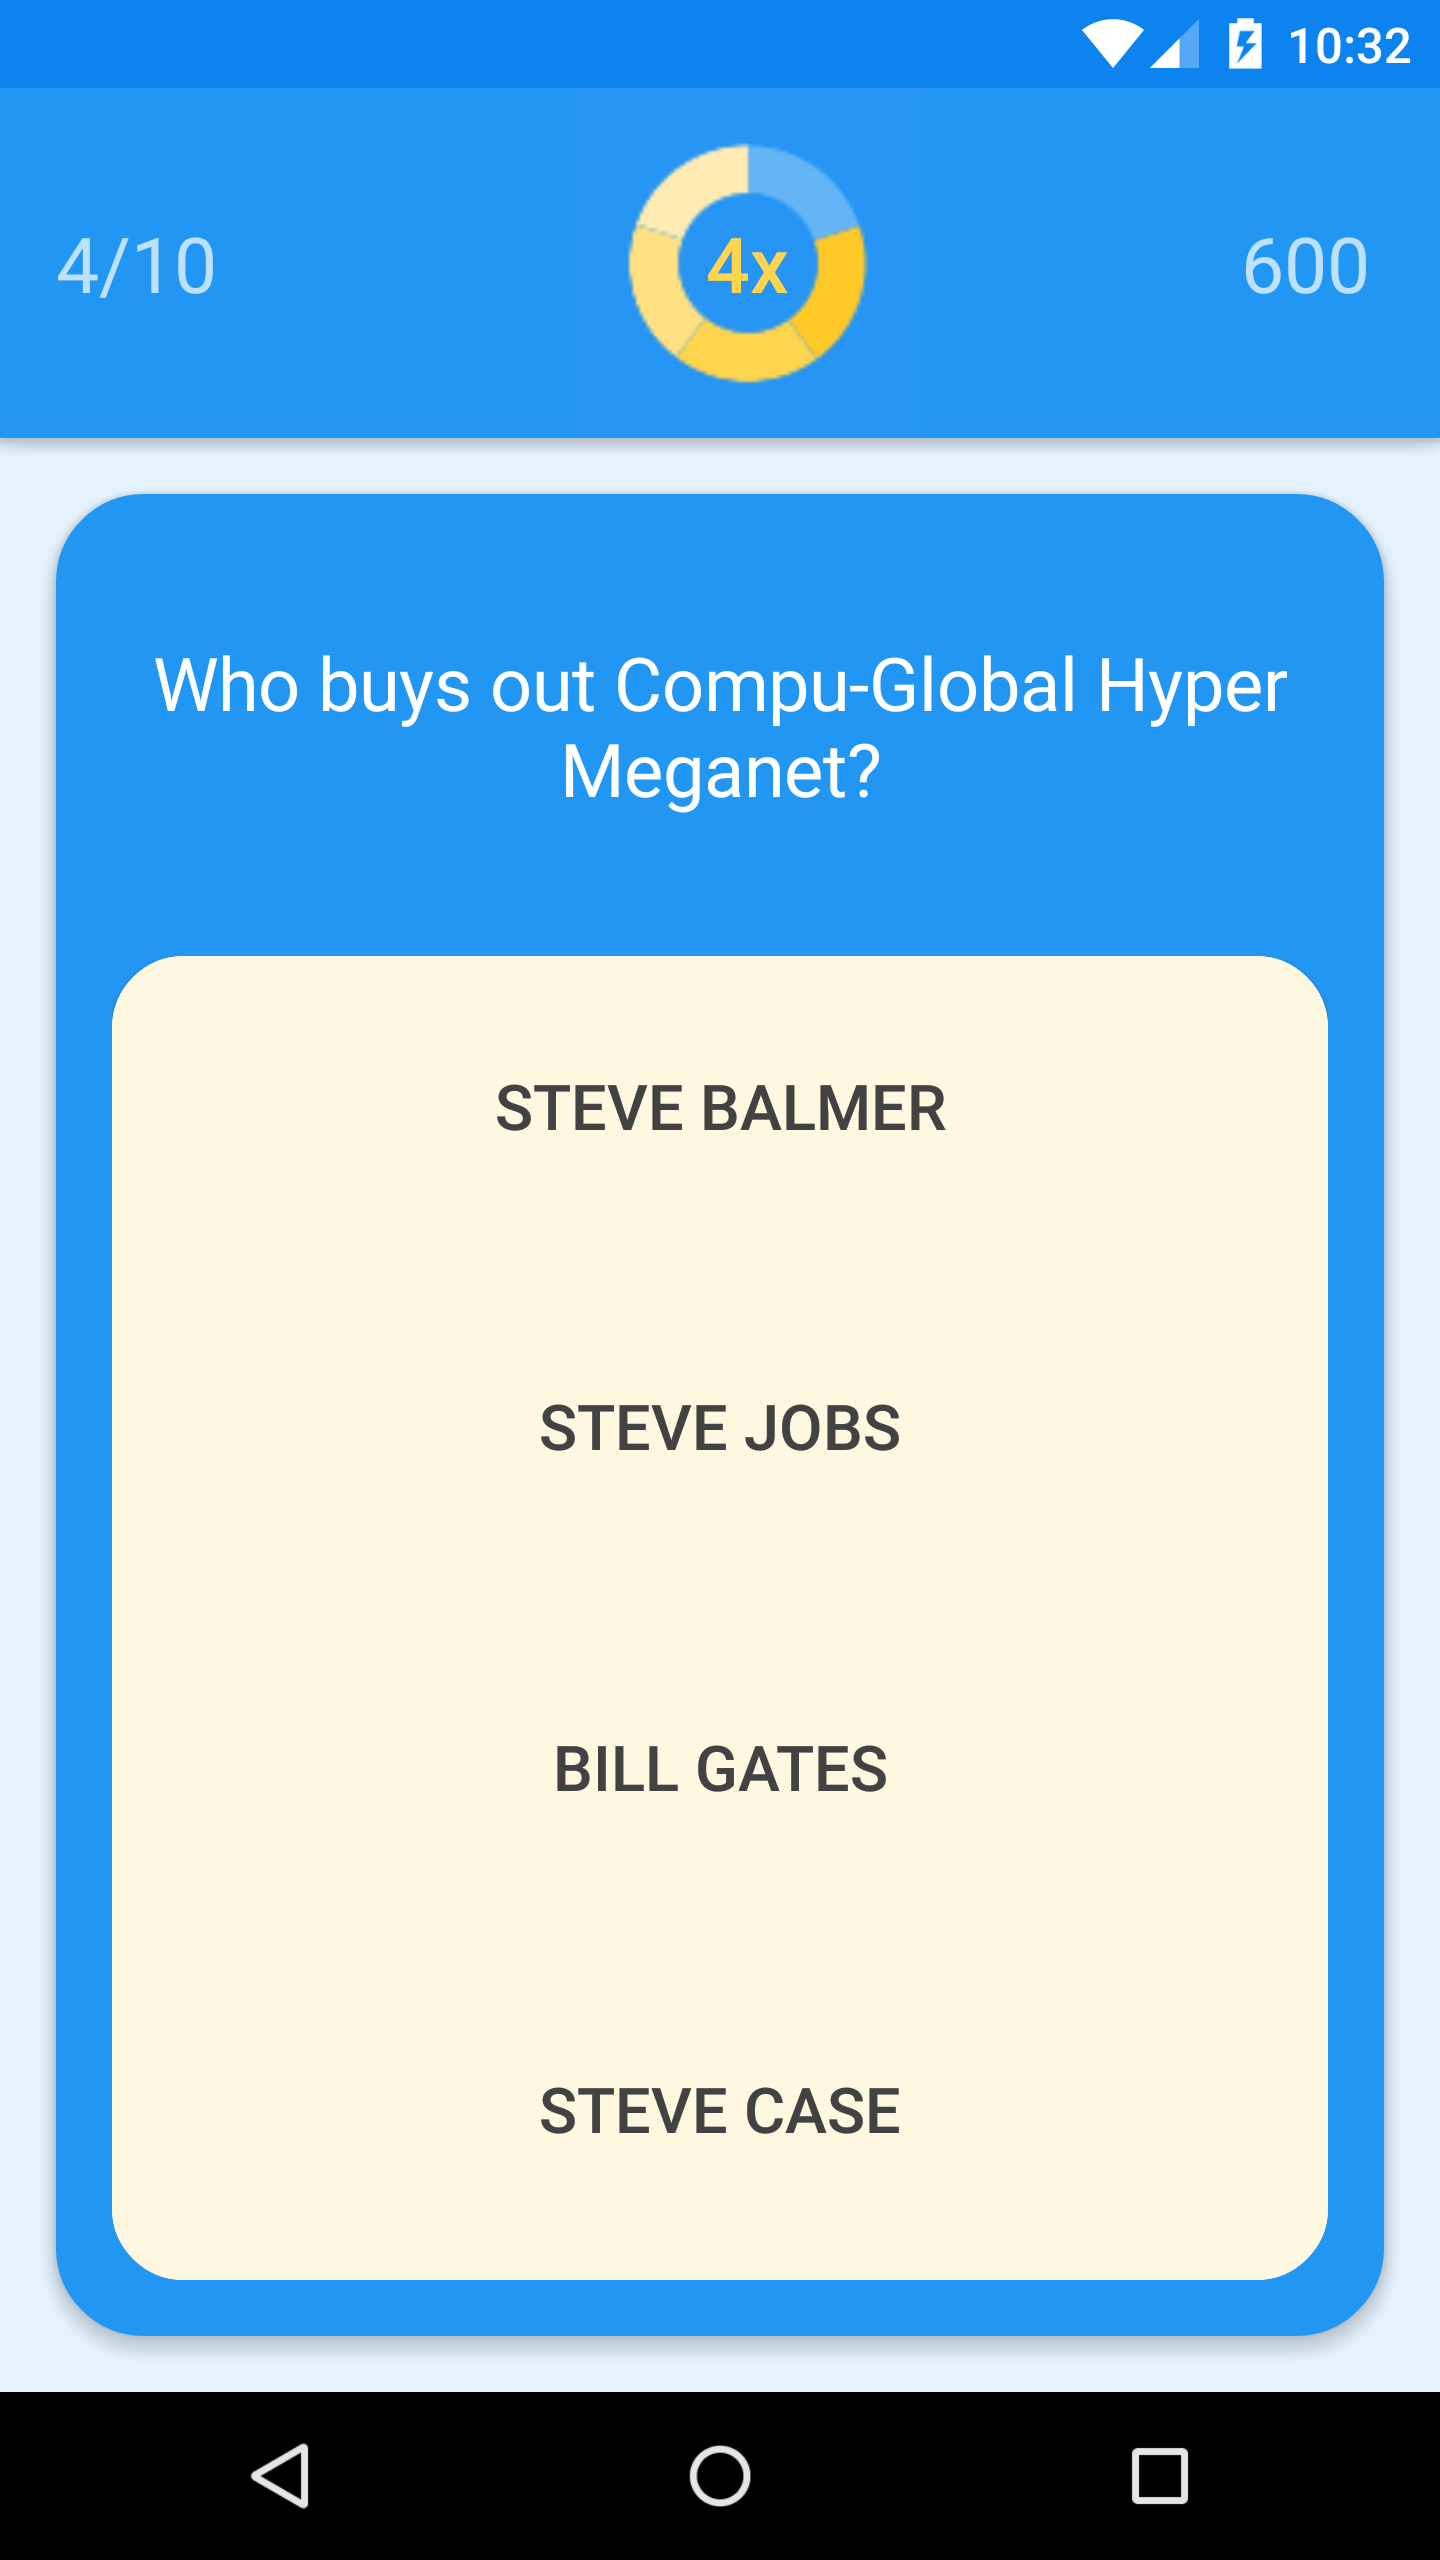 10:32
4/10
4x
600
Who buys out Compu-Global Hyper
Meganet?
STEVE BALMER
STEVE JOBS
BILL GATES
STEVE CASE